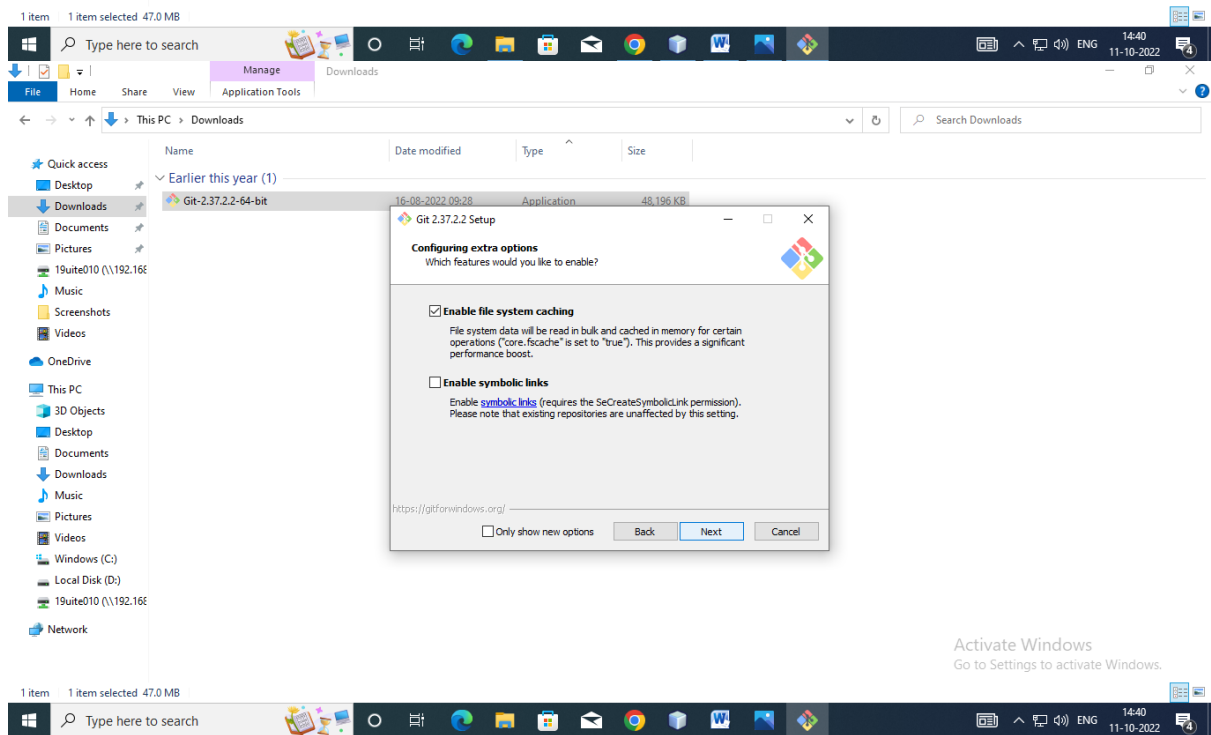 1 item 1 item selected 47.0 MB
Type here to search
ENG
14:40
11-10-2022
4
Manage
Downloads
File Home Share View Application Tools
This PC > Downloads
Search Downloads
Name Date modified Type Size
Quick access
Desktop
Downloads
Documents
Pictures
19uite010 (\\192.168
Music
Screenshots
Videos
OneDrive
This PC
3D Objects
Desktop
Documents
Downloads
Music
Pictures
Videos
Windows (C:)
Local Disk (D:)
19uite010 (\\192.168
Network
Earlier this year (1)
Git-2.37.2.2-64-bit 16-08-2022 09:28 Application 48,196 KB
Git 2.37.2.2 Setup
Configuring extra options
Which features would you like to enable?
Enable file system caching
File system data will be read in bulk and cached in memory for certain
operations ("core.fscache" is set to "true"). This provides a significant
performance boost.
Enable symbolic links
Enable symbolic links (requires the SeCreateSymbolicLink permission).
Please note that existing repositories are unaffected by this setting.
https://gitforwindows.org/
Only show new options Back Next Cancel
Activate Windows
Go to Settings to activate Windows.
1 item 1 item selected 47.0 MB
Type here to search
ENG
14:40
11-10-2022
4